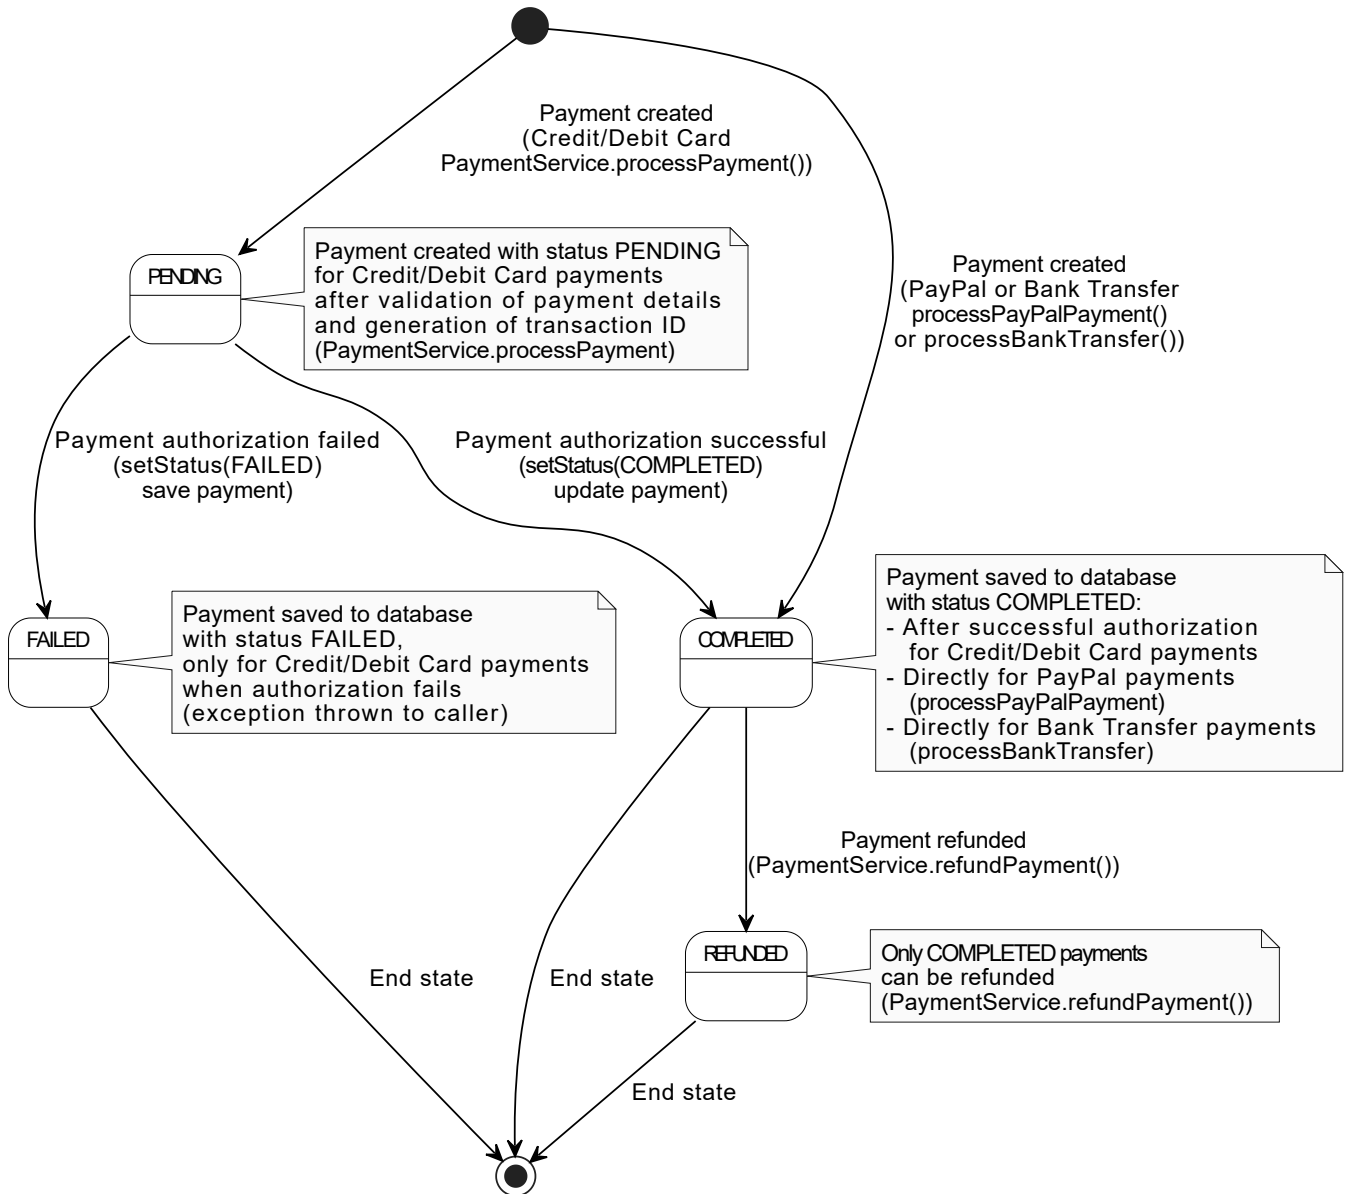 Payment created
(Credit/Debit Card
PaymentService.processPayment())
Payment created
(PayPal or Bank Transfer
processPayPalPayment()
or processBankTransfer())
PENDING
Payment created with status PENDING
for Credit/Debit Card payments
after validation of payment details
and generation of transaction ID
(PaymentService.processPayment)
Payment authorization failed
(setStatus(FAILED)
save payment)
Payment authorization successful
(setStatus(COMPLETED)
update payment)
FAILED
Payment saved to database
with status FAILED,
only for Credit/Debit Card payments
when authorization fails
(exception thrown to caller)
COMPLETED
Payment saved to database
with status COMPLETED:
- After successful authorization
for Credit/Debit Card payments
- Directly for PayPal payments
(processPayPalPayment)
- Directly for Bank Transfer payments
(processBankTransfer)
Payment refunded
(PaymentService.refundPayment())
REFUNDED
Only COMPLETED payments
can be refunded
(PaymentService.refundPayment())
End state
End state
End state